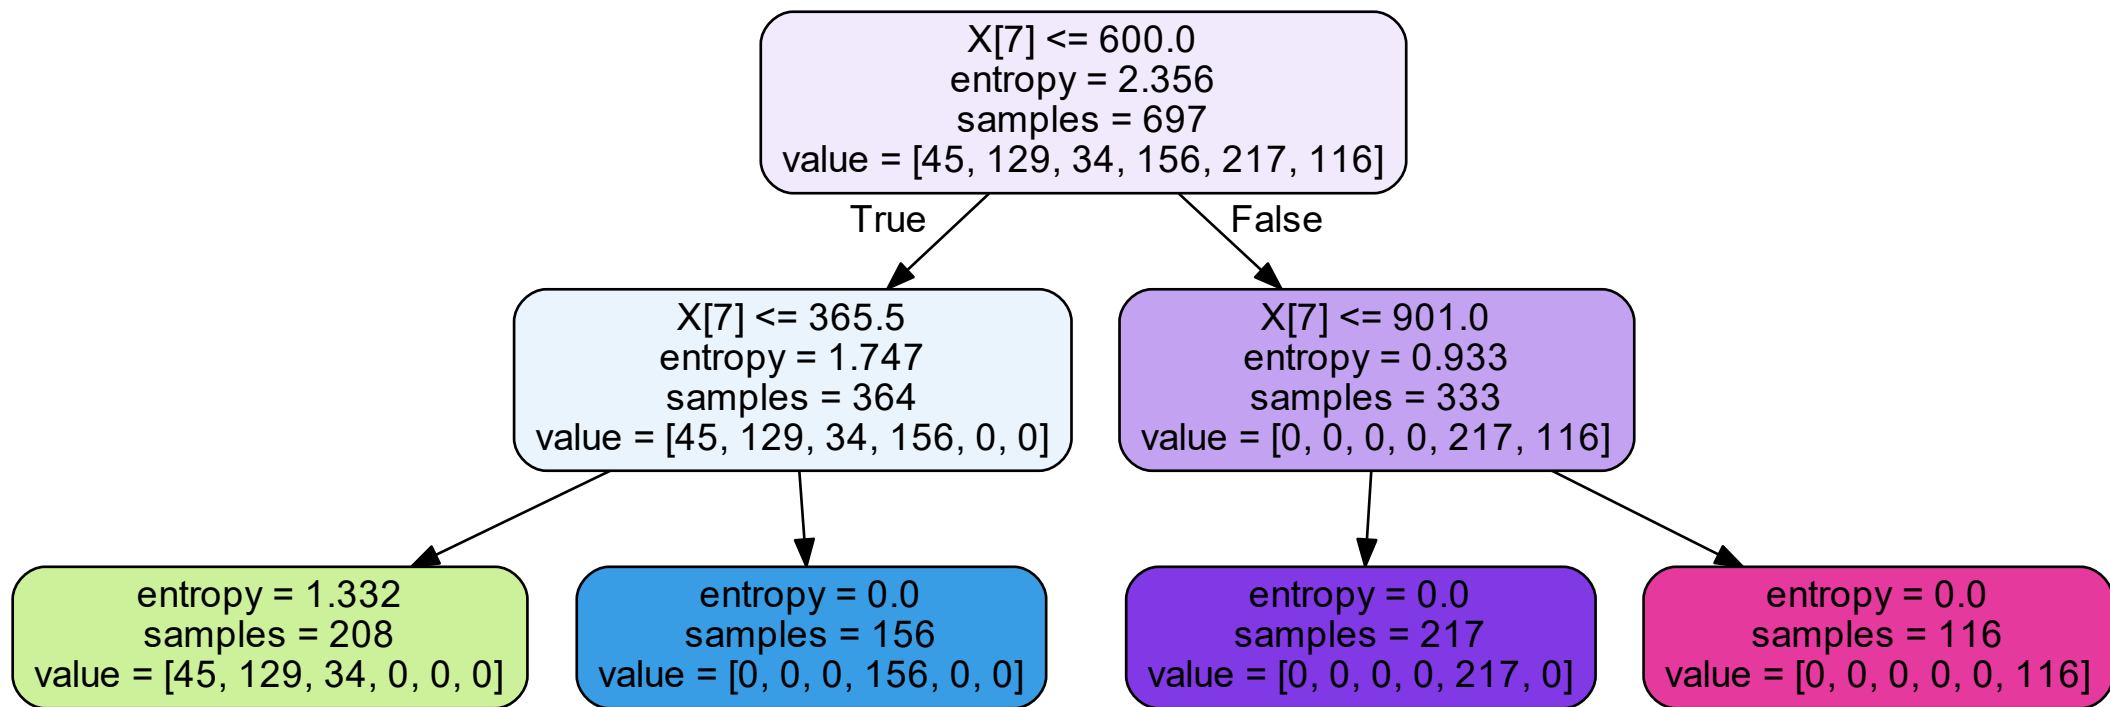 X[7] <= 600.0
entropy = 2.356
samples = 697
value = [45, 129, 34, 156, 217, 116]
True
False
X[7] <= 365.5
entropy = 1.747
samples = 364
value = [45, 129, 34, 156, 0, 0]
X[7] <= 901.0
entropy = 0.933
samples = 333
value = [0, 0, 0, 0, 217, 116]
entropy = 1.332
samples = 208
value = [45, 129, 34, 0, 0, 0]
entropy = 0.0
samples = 156
value = [0, 0, 0, 156, 0, 0]
entropy = 0.0
samples = 217
value = [0, 0, 0, 0, 217, 0]
entropy = 0.0
samples = 116
value = [0, 0, 0, 0, 0, 116]